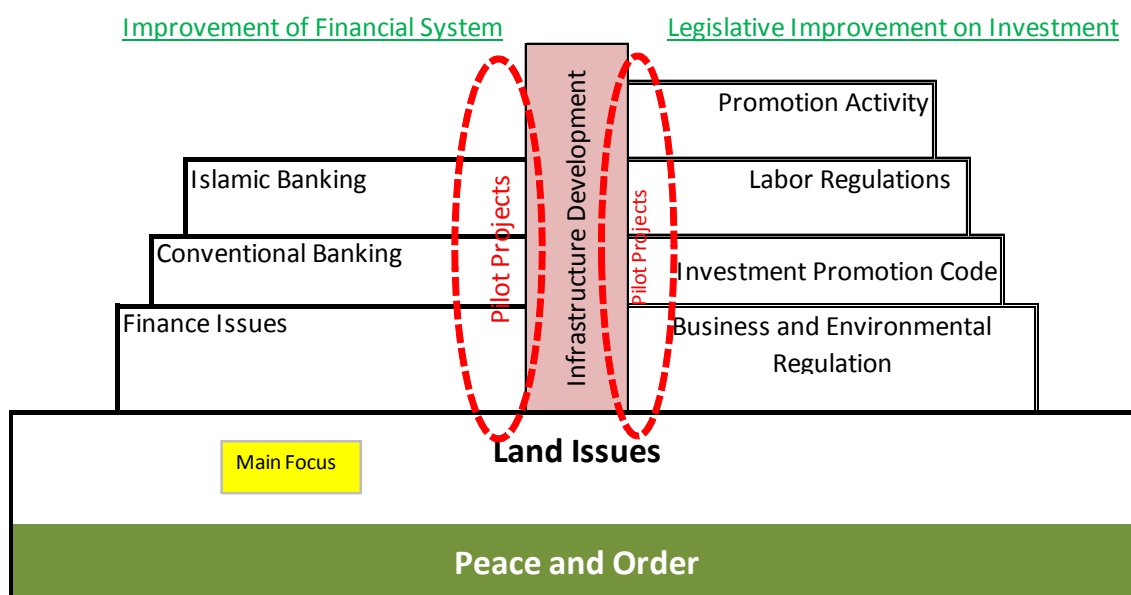 Improvement of Financial System
Legislative Improvement on Investment
Islamic Banking
Conventional Banking
Finance Issues
Pilot Projects
Infrastructure Development
Pilot Projects
Promotion Activity
Labor Regulations
Investment Promotion Code
Business and Environmental
Regulation
Land Issues
Main Focus
Peace and Order